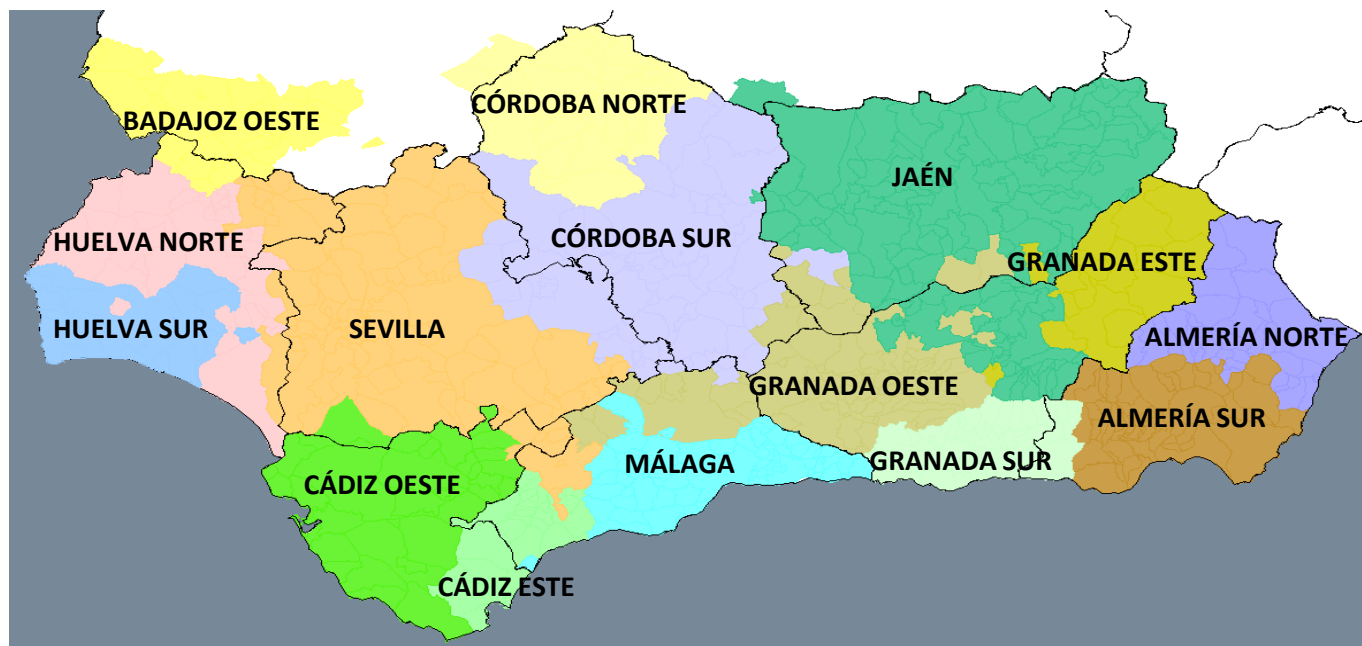 CÓRDOBA NORTE
BADAJOZ OESTE
JAÉN
HUELVA NORTE
CÓRDOBA SUR
GRANADA ESTE
HUELVA SUR
SEVILLA
ALMERÍA NORTE
GRANADA OESTE
ALMERÍA SUR
MÁLAGA
GRANADA SUR
CÁDIZ OESTE
CÁDIZ ESTE